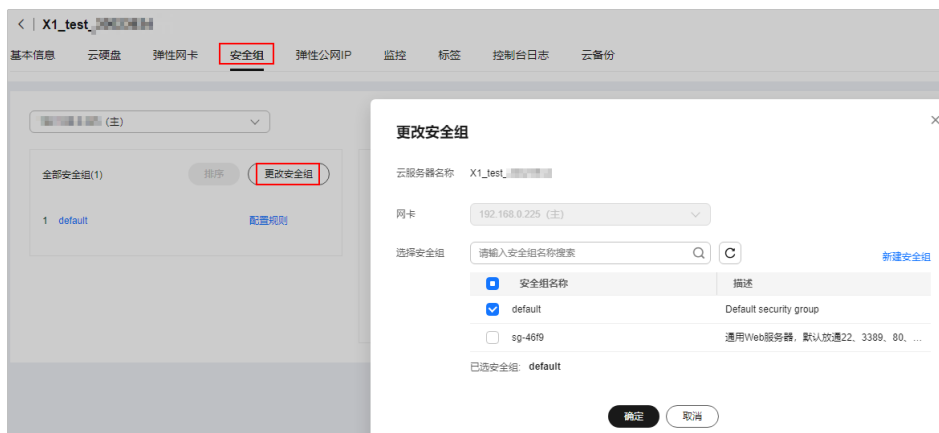 X1_test_
基本信息 云硬盘 弹性网卡 安全组 弹性公网IP 监控 标签 控制台日志 云备份
(主)
全部安全组(1) 排序 更改安全组
1 default 配置规则
更改安全组
云服务器名称 X1_test_
网卡 192.168.0.225 (主)
选择安全组 请输入安全组名称搜索 新建安全组
安全组名称 描述
default Default security group
sg-46f9 通用Web服务器，默认放通22、3389、80、...
已选安全组: default
确定 取消